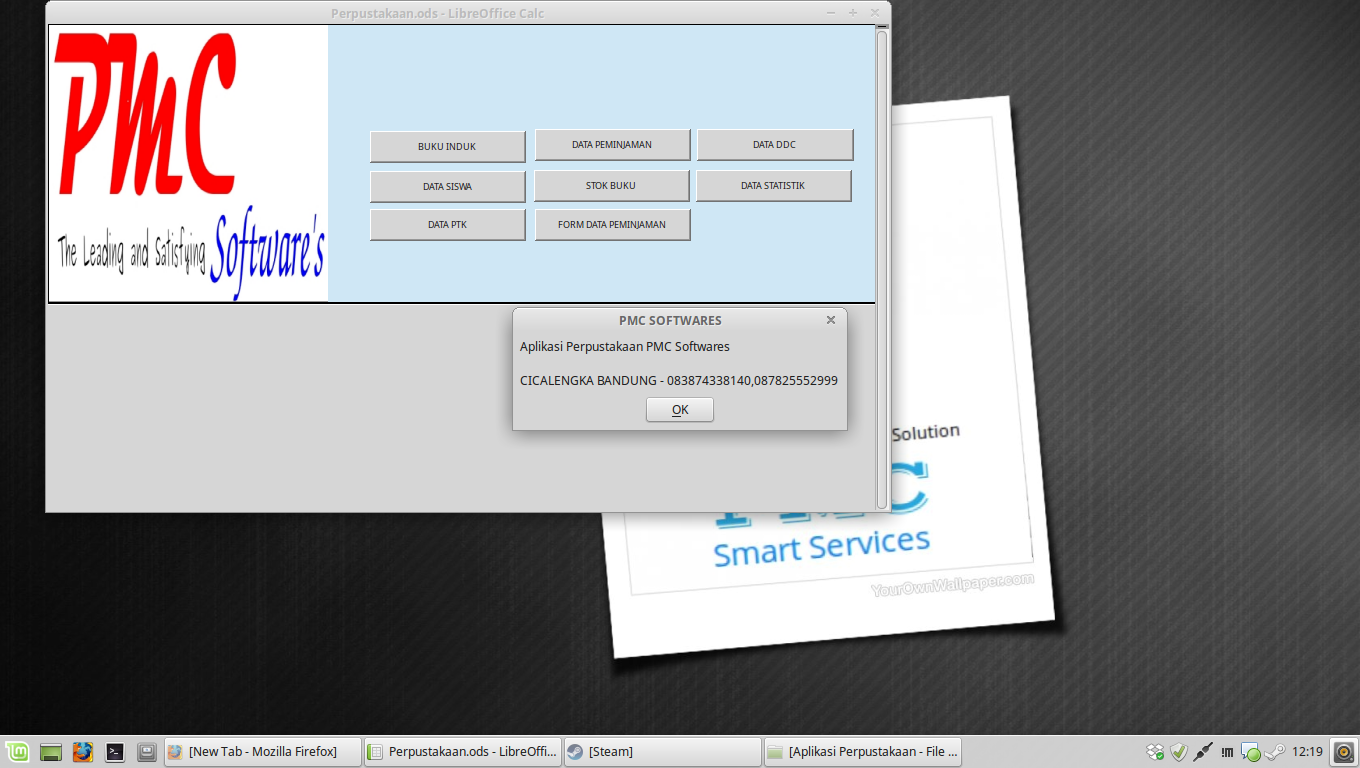 Perpustakaan.ods - LibreOffice Calc
PMC
The Leading and Satisfying Software's
BUKU INDUK
DATA PEMINJAMAN
DATA DDC
DATA SISWA
STOK BUKU
DATA STATISTIK
DATA PTK
FORM DATA PEMINJAMAN
PMC SOFTWARES
Aplikasi Perpustakaan PMC Softwares
CICALENGKA BANDUNG - 083874338140,087825552999
OK
Solution
Smart Services
YourOwnWallpaper.com
[New Tab - Mozilla Firefox]
Perpustakaan.ods - LibreOffi...
[Steam]
[Aplikasi Perpustakaan - File ...
!m
12:19